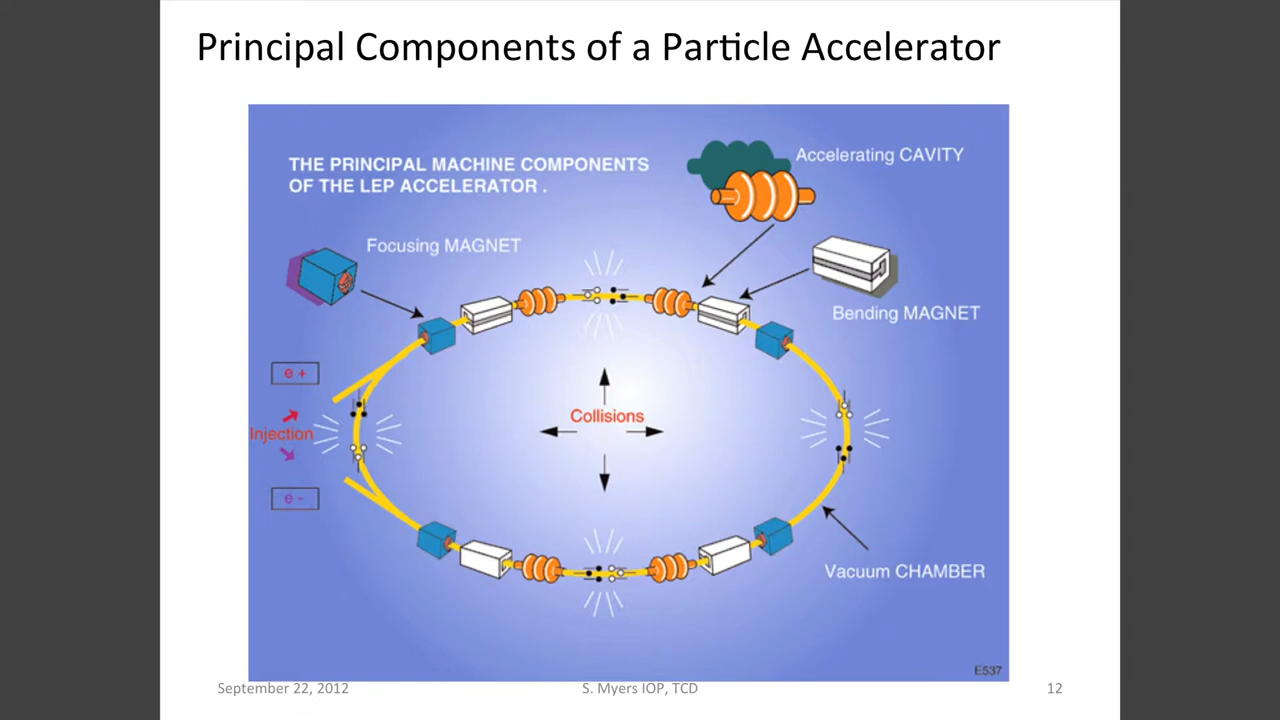 Principal Components of a Particle Accelerator
THE PRINCIPAL MACHINE COMPONENTS
OF THE LEP ACCELERATOR .
Accelerating CAVITY
Focusing MAGNET
Bending MAGNET
e +
Injection
e -
Collisions
Vacuum CHAMBER
E537
September 22, 2012
S. Myers IOP, TCD
12